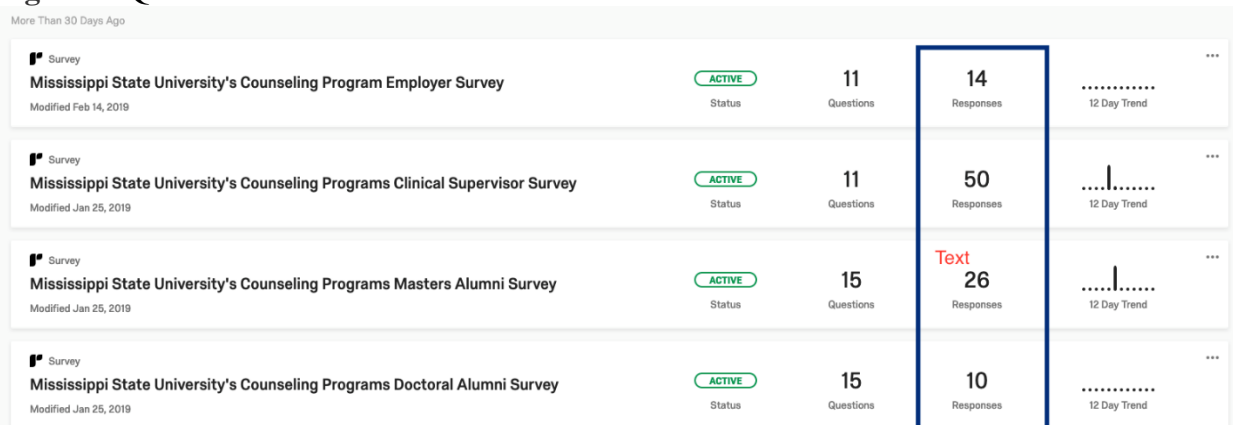 More Than 30 Days Ago
Survey
Mississippi State University's Counseling Program Employer Survey
Modified Feb 14, 2019
ACTIVE
Status
11
Questions
14
Responses
12 Day Trend
Survey
Mississippi State University's Counseling Programs Clinical Supervisor Survey
Modified Jan 25, 2019
ACTIVE
Status
11
Questions
50
Responses
12 Day Trend
Survey
Mississippi State University's Counseling Programs Masters Alumni Survey
Modified Jan 25, 2019
ACTIVE
Status
15
Questions
Text
26
Responses
12 Day Trend
Survey
Mississippi State University's Counseling Programs Doctoral Alumni Survey
Modified Jan 25, 2019
ACTIVE
Status
15
Questions
10
Responses
12 Day Trend